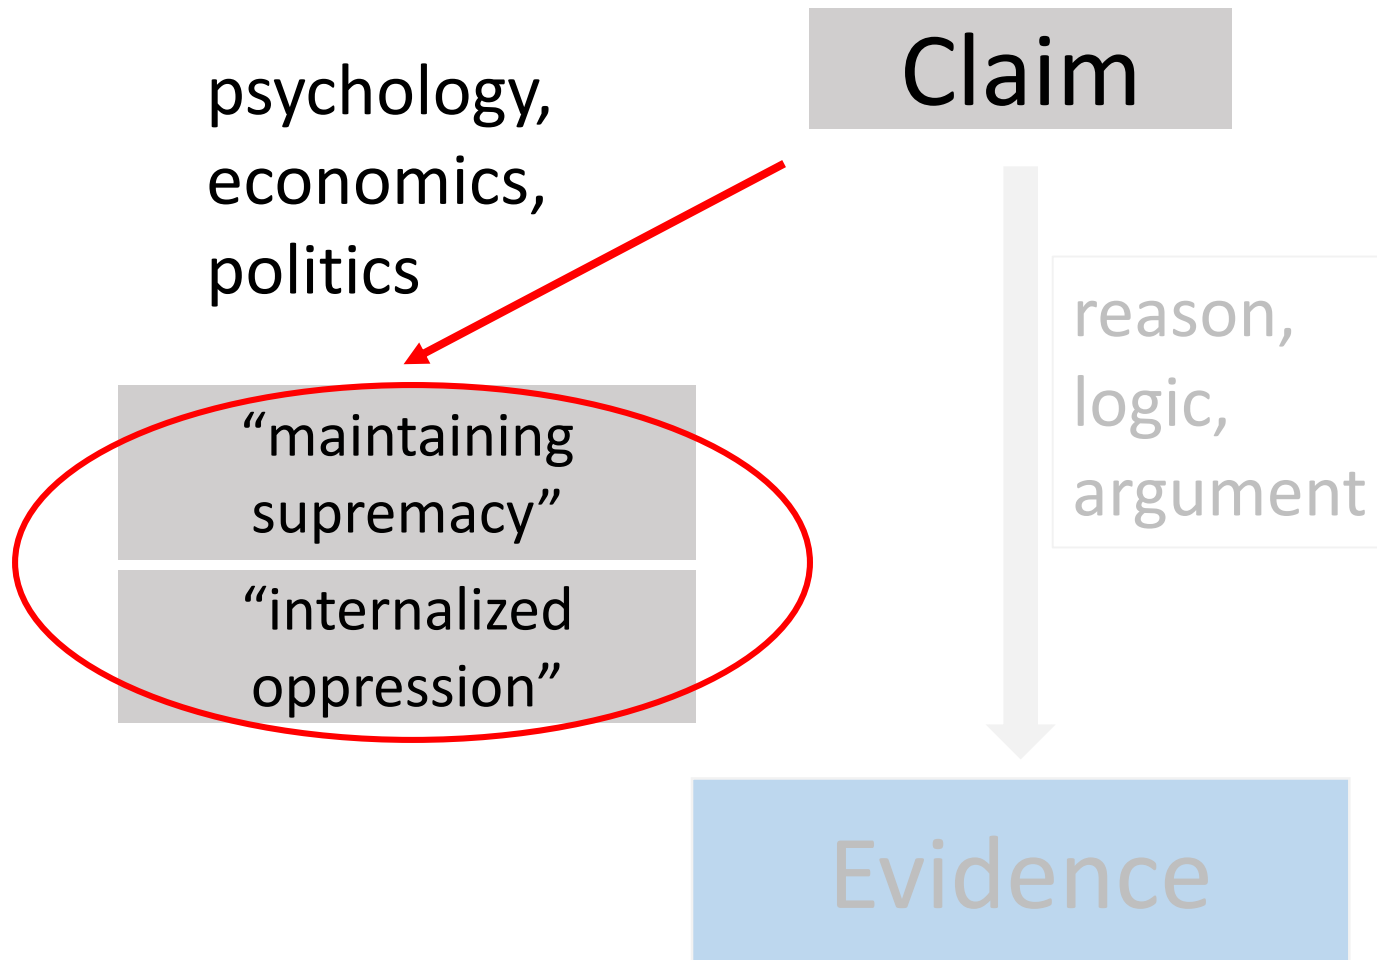 Claim
psychology,
economics,
politics
reason,
logic,
argument
“maintaining
supremacy”
“internalized
oppression”
Evidence